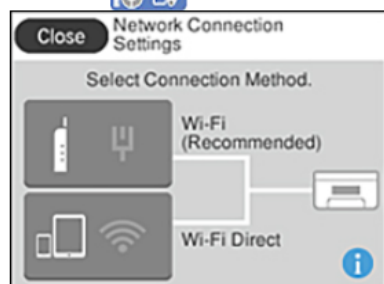 Close
Network Connection
Settings
Select Connection Method.
Wi-Fi
(Recommended)
Wi-Fi Direct
i